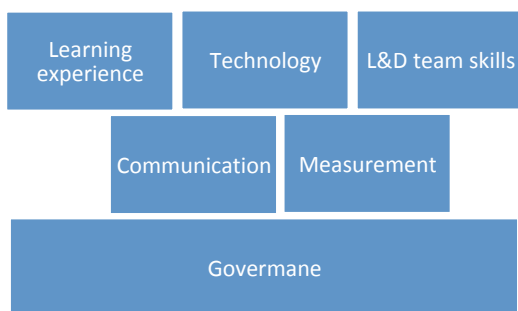 Learning
experience
Technology
L&D team skills
Communication
Measurement
Govermane